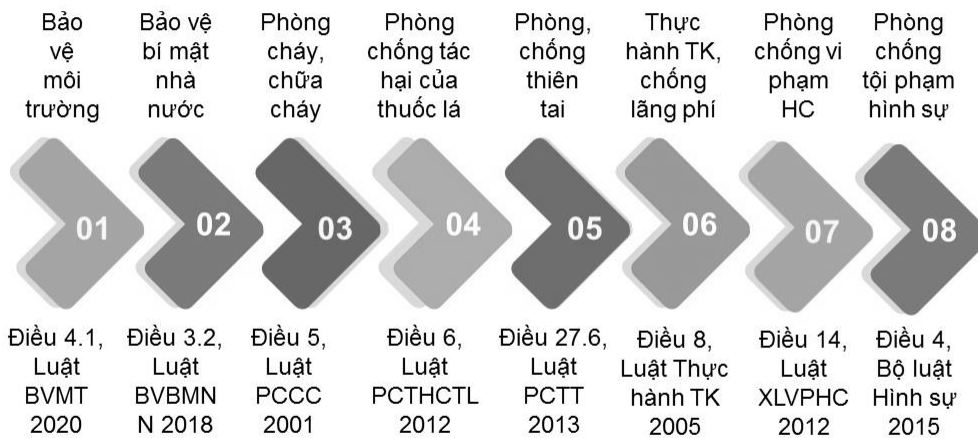 Bảo
vệ
môi
trường
Bảo vệ
bí mật
nhà
nước
Phòng
cháy,
chữa
cháy
Phòng
chống tác
hại của
thuốc lá
Phòng,
chống
thiên
tai
Thực
hành TK,
chống
lãng phí
Phòng
chống vi
phạm
HC
Phòng
chống
tội phạm
hình sự
01
02
03
04
05
06
07
08
Điều 4.1,
Luật
BVMT
2020
Điều 3.2,
Luật
BVBMN
N 2018
Điều 5,
Luật
PCCC
2001
Điều 6,
Luật
PCTHCTL
2012
Điều 27.6,
Luật
PCTT
2013
Điều 8,
Luật Thực
hành TK
2005
Điều 14,
Luật
XLVPHC
2012
Điều 4,
Bộ luật
Hình sự
2015